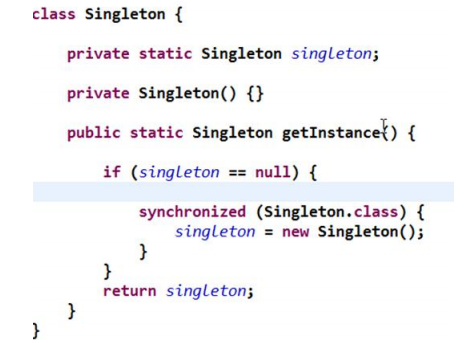 class Singleton {
private static Singleton singleton;
private Singleton() {}
public static Singleton getInstance() {
if (singleton == null) {
synchronized (Singleton.class) {
singleton = new Singleton();
}
}
return singleton;
}
}